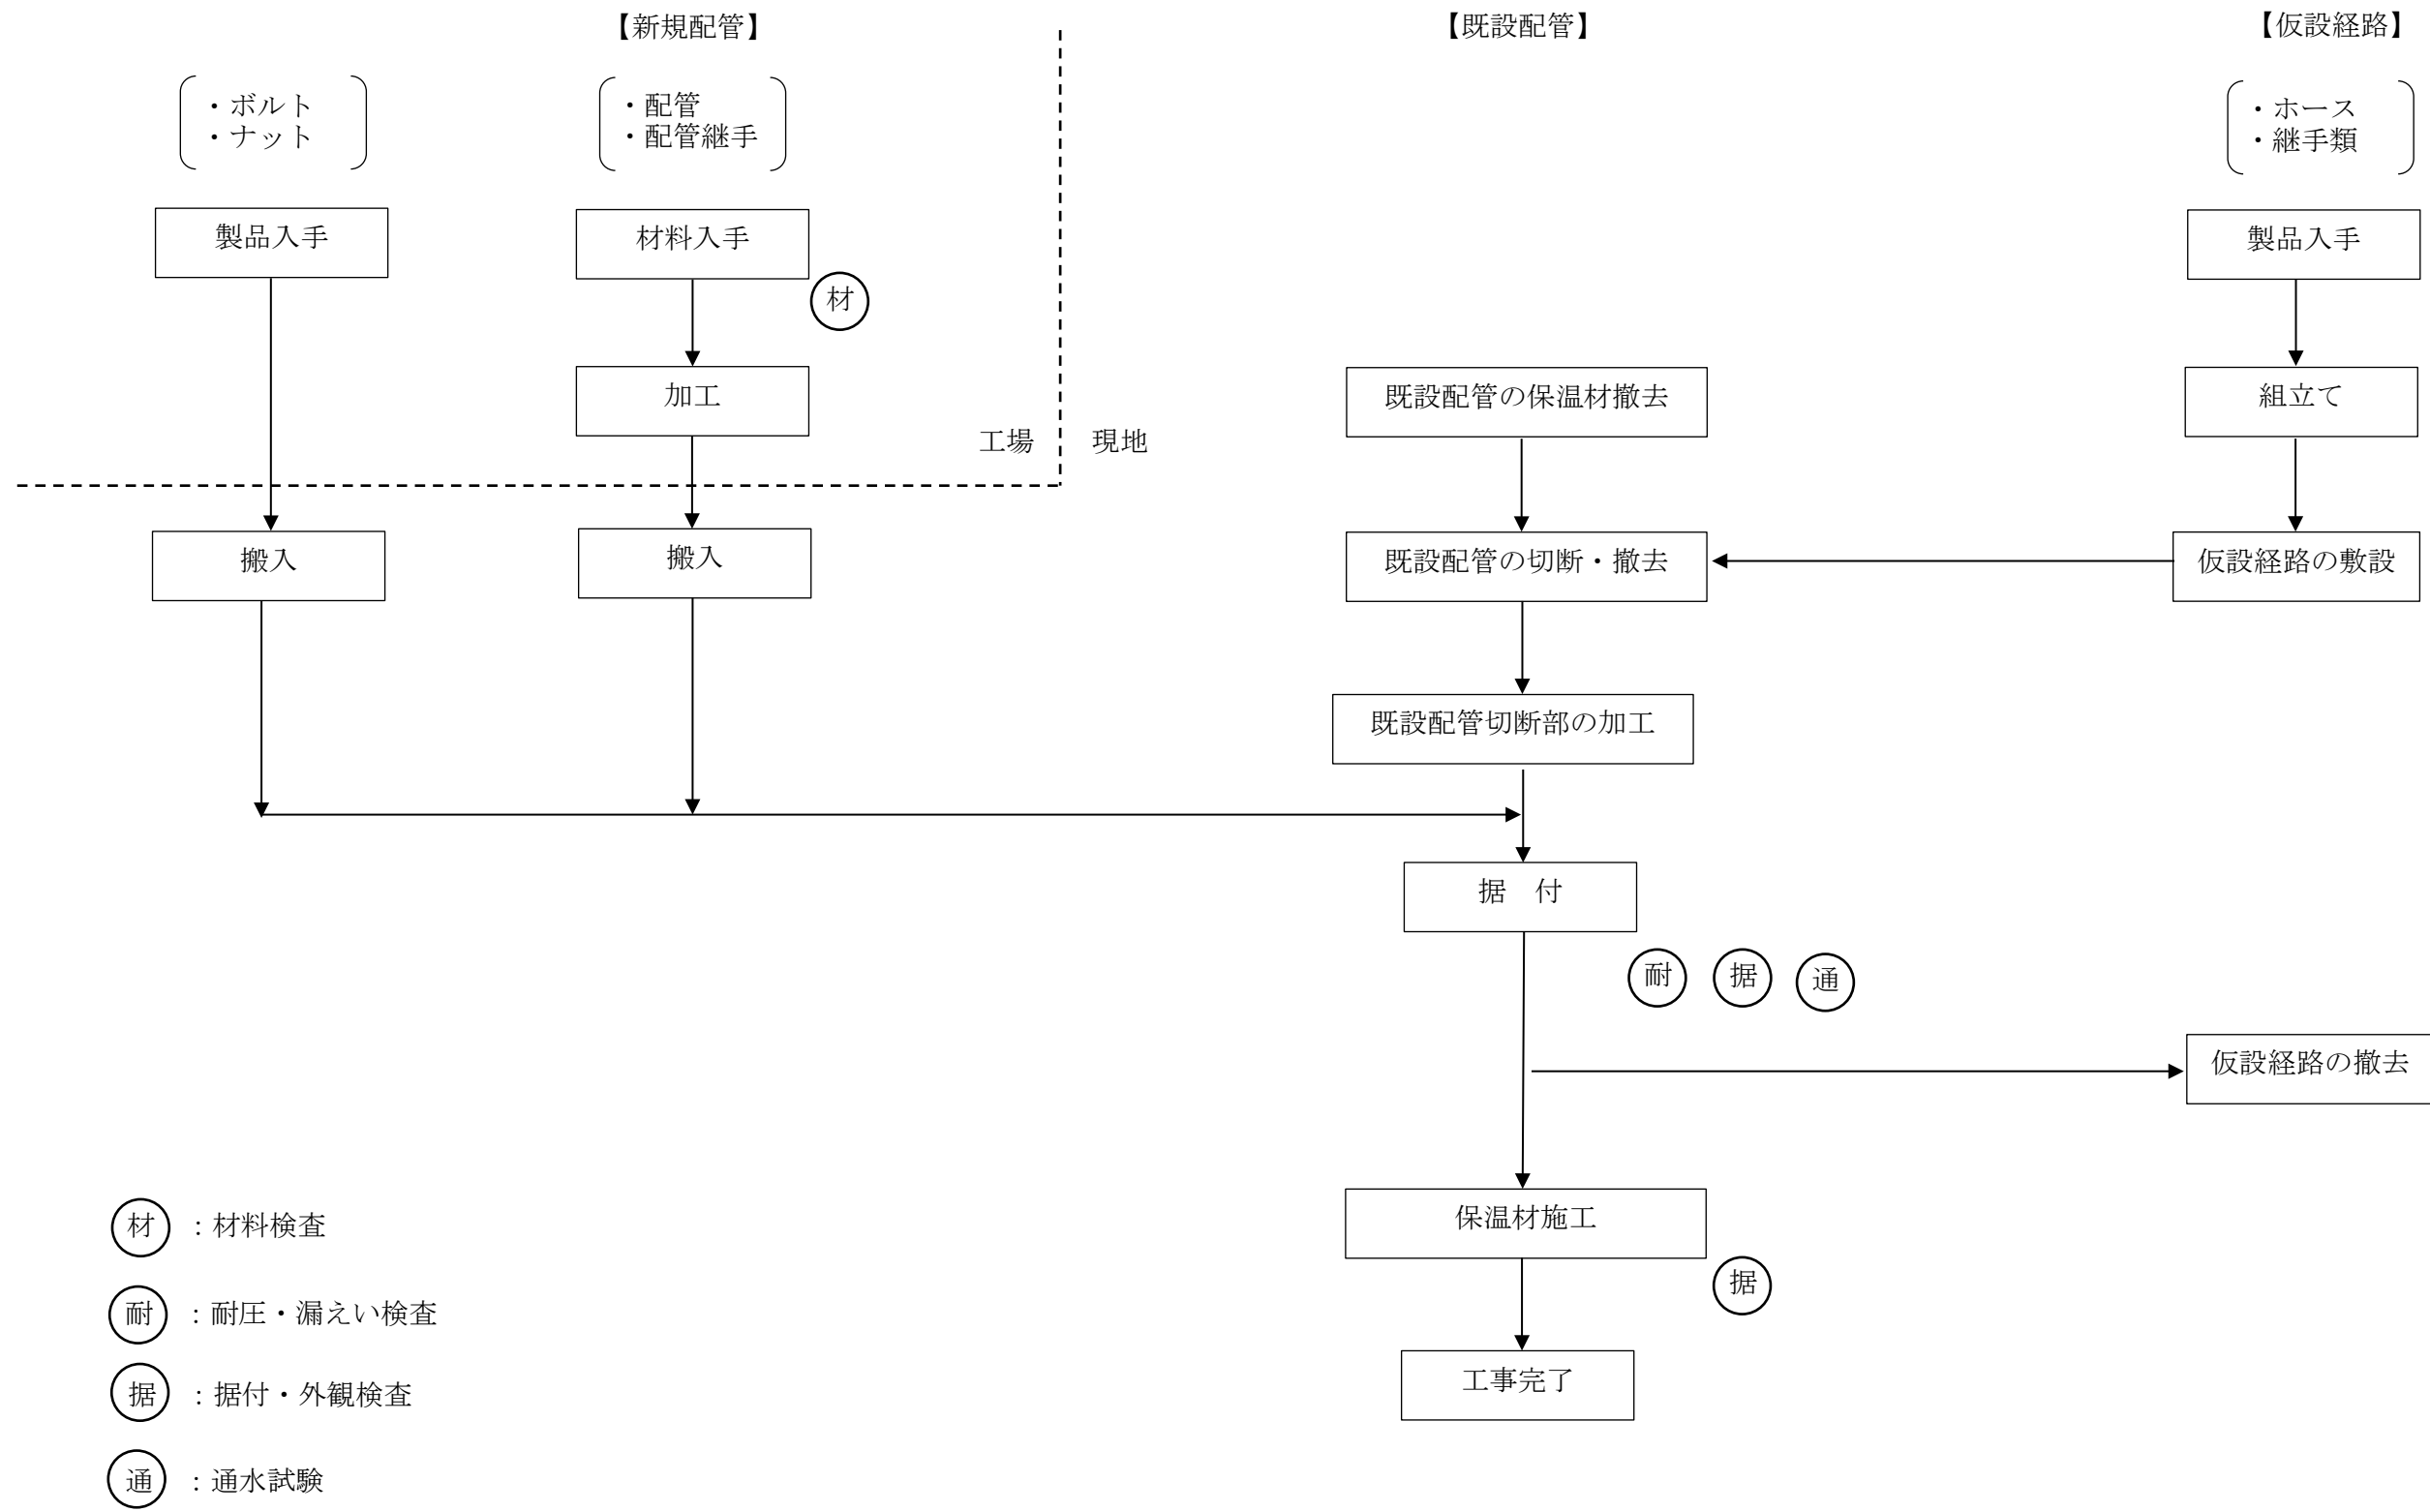 【新規配管】
【既設配管】
【仮設経路】
・ボルト
・ナット
・配管
・配管継手
・ホース
・継手類
製品入手
材料入手
製品入手
材
加工
既設配管の保温材撤去
組立て
工場
現地
搬入
搬入
既設配管の切断・撤去
仮設経路の敷設
既設配管切断部の加工
据　付
耐
据
通
仮設経路の撤去
保温材施工
据
工事完了
材 : 材料検査
耐 : 耐圧・漏えい検査
据 : 据付・外観検査
通 : 通水試験